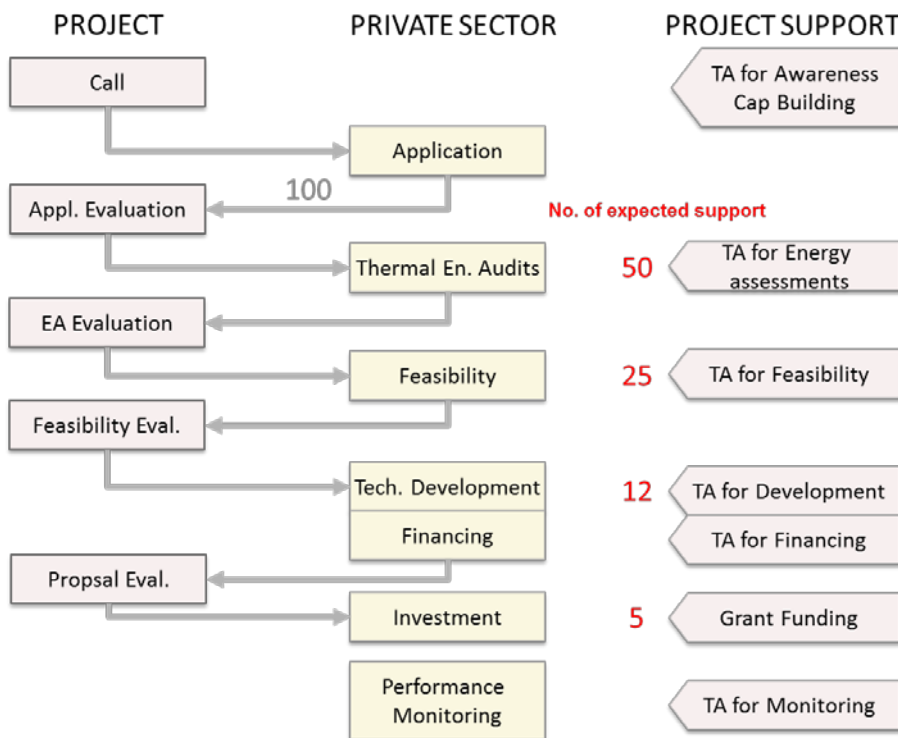 PROJECT PRIVATE SECTOR PROJECT SUPPORT
Call
TA for Awareness
Cap Building
Application
100
Appl. Evaluation
No. of expected support
Thermal En. Audits
50
TA for Energy
assessments
EA Evaluation
Feasibility
25
TA for Feasibility
Feasibility Eval.
Tech. Development
12
TA for Development
Financing
TA for Financing
Propsal Eval.
Investment
5
Grant Funding
Performance
Monitoring
TA for Monitoring